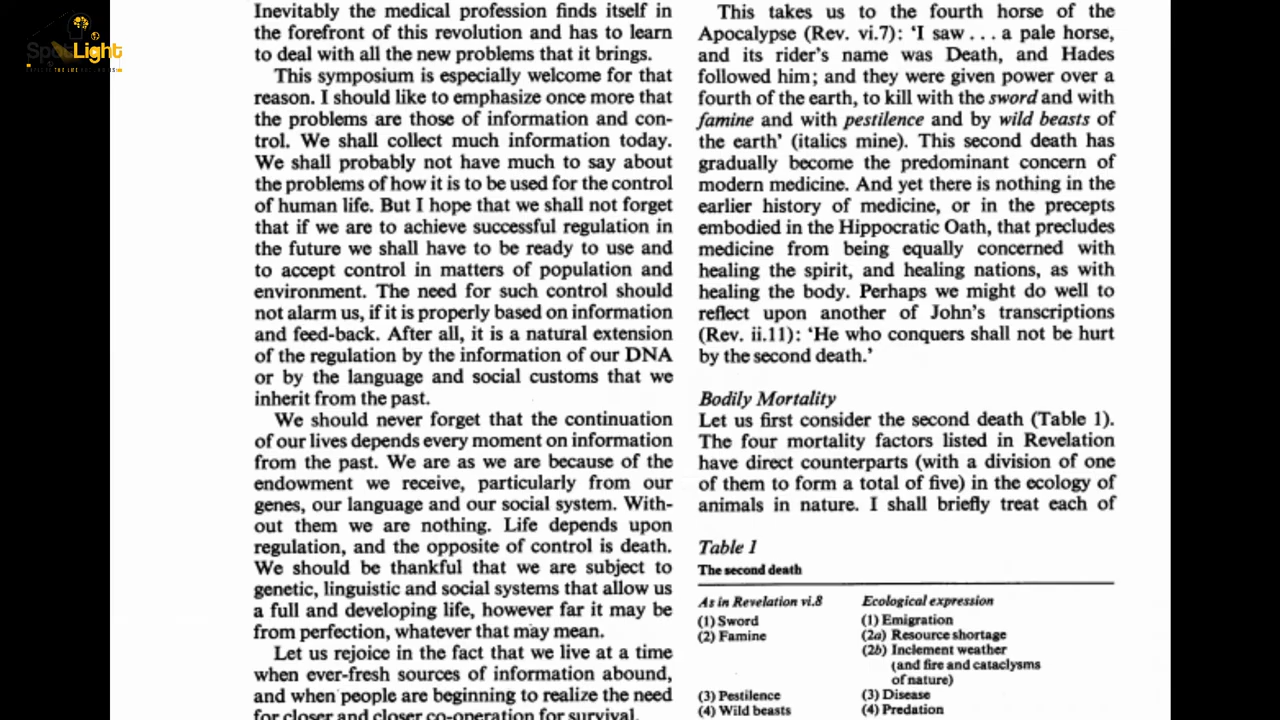 SpotLight
Inevitably the medical profession finds itself in
the forefront of this revolution and has to learn
to deal with all the new problems that it brings.
This symposium is especially welcome for that
reason. I should like to emphasize once more that
the problems are those of information and con-
trol. We shall collect much information today.
We shall probably not have much to say about
the problems of how it is to be used for the control
of human life. But I hope that we shall not forget
that if we are to achieve successful regulation in
the future we shall have to be ready to use and
to accept control in matters of population and
environment. The need for such control should
not alarm us, if it is properly based on information
and feed-back. After all, it is a natural extension
of the regulation by the information of our DNA
or by the language and social customs that we
inherit from the past.
We should never forget that the continuation
of our lives depends every moment on information
from the past. We are as we are because of the
endowment we receive, particularly from our
genes, our language and our social system. With-
out them we are nothing. Life depends upon
regulation, and the opposite of control is death.
We should be thankful that we are subject to
genetic, linguistic and social systems that allow us
a full and developing life, however far it may be
from perfection, whatever that may mean.
Let us rejoice in the fact that we live at a time
when ever-fresh sources of information abound,
and when people are beginning to realize the need
for closer and closer co-operation for survival.
This takes us to the fourth horse of the
Apocalypse (Rev. vi.7): ‘I saw . . . a pale horse,
and its rider’s name was Death, and Hades
followed him; and they were given power over a
fourth of the earth, to kill with the sword and with
famine and with pestilence and by wild beasts of
the earth’ (italics mine). This second death has
gradually become the predominant concern of
modern medicine. And yet there is nothing in the
earlier history of medicine, or in the precepts
embodied in the Hippocratic Oath, that precludes
medicine from being equally concerned with
healing the spirit, and healing nations, as with
healing the body. Perhaps we might do well to
reflect upon another of John’s transcriptions
(Rev. ii.11): ‘He who conquers shall not be hurt
by the second death.’
Bodily Mortality
Let us first consider the second death (Table 1).
The four mortality factors listed in Revelation
have direct counterparts (with a division of one
of them to form a total of five) in the ecology of
animals in nature. I shall briefly treat each of
Table 1
The second death
As in Revelation vi.8 Ecological expression
(1) Sword (1) Emigration
(2) Famine (2a) Resource shortage
(2b) Inclement weather
(and fire and cataclysms
of nature)
(3) Pestilence (3) Disease
(4) Wild beasts (4) Predation